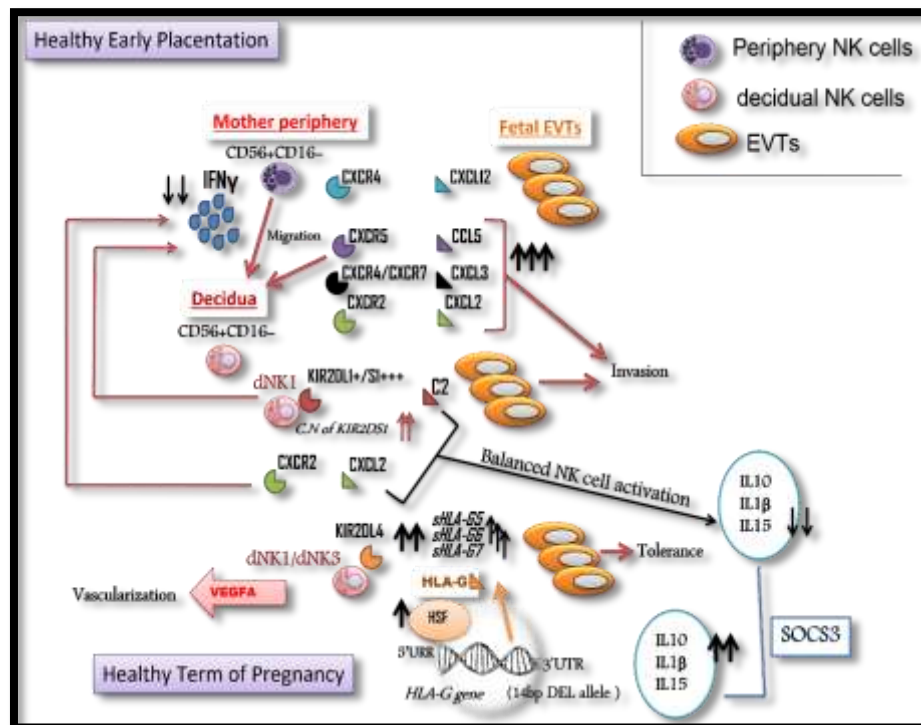 Healthy Early Placentation
Periphery NK cells
decidual NK cells
EVTs
Mother periphery
CD56+CD16-
Fetal EVTs
IFNγ
CXCR4
CXCL12
Migration
CXCR5
CCL5
CXCR4/CXCR7
CXCL3
CXCR2
CXCL2
Decidua
CD56+CD16-
Invasion
dNK1
KIR2DL1+/S1+++
C2
C.N of KIR2DS1
CXCR2
CXCL2
Balanced NK cell activation
IL10
IL1β
IL15
KIR2DL4
sHLA-G5
sHLA-G6
sHLA-G7
Tolerance
dNK1/dNK3
HLA-G
Vascularization
VEGFA
HSF
5'URR
3'UTR
HLA-G gene
(14bp DEL allele )
IL10
IL1β
IL15
SOCS3
Healthy Term of Pregnancy